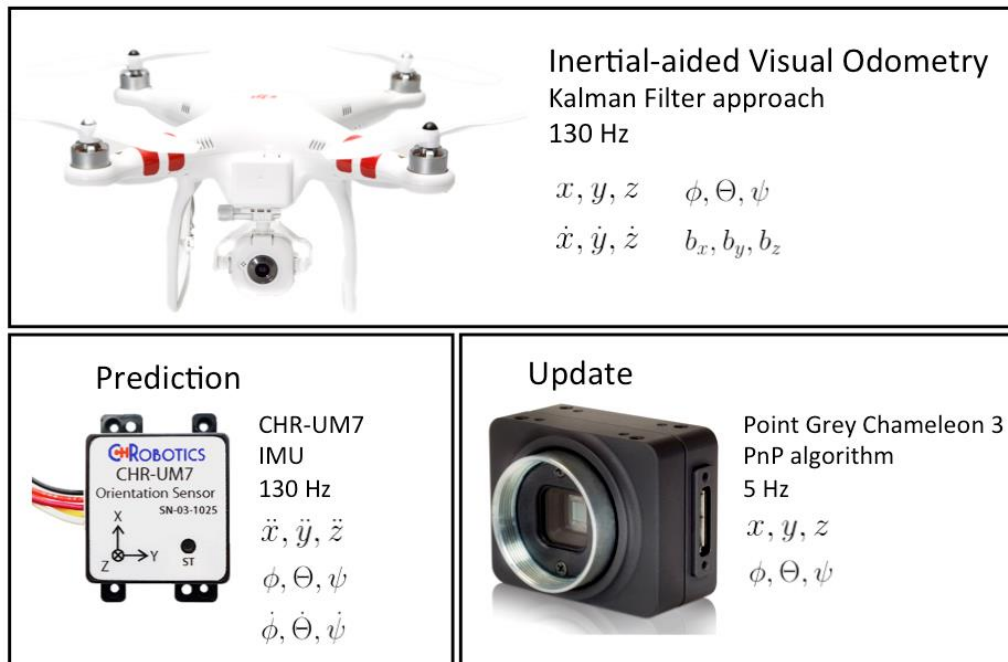 Inertial-aided Visual Odometry
Kalman Filter approach
130 Hz
x, y, z    ϕ, Θ, ψ
ẋ, ẏ, ż    bₓ, b_y, b_z
Prediction
CHROBOTICS
CHR-UM7
Orientation Sensor
SN-03-1025
X
Z Y
ST
CHR-UM7
IMU
130 Hz
ẍ, ÿ, z̈
ϕ, Θ, ψ
ϕ̇, Θ̇, ψ̇
Update
Point Grey Chameleon 3
PnP algorithm
5 Hz
x, y, z
ϕ, Θ, ψ